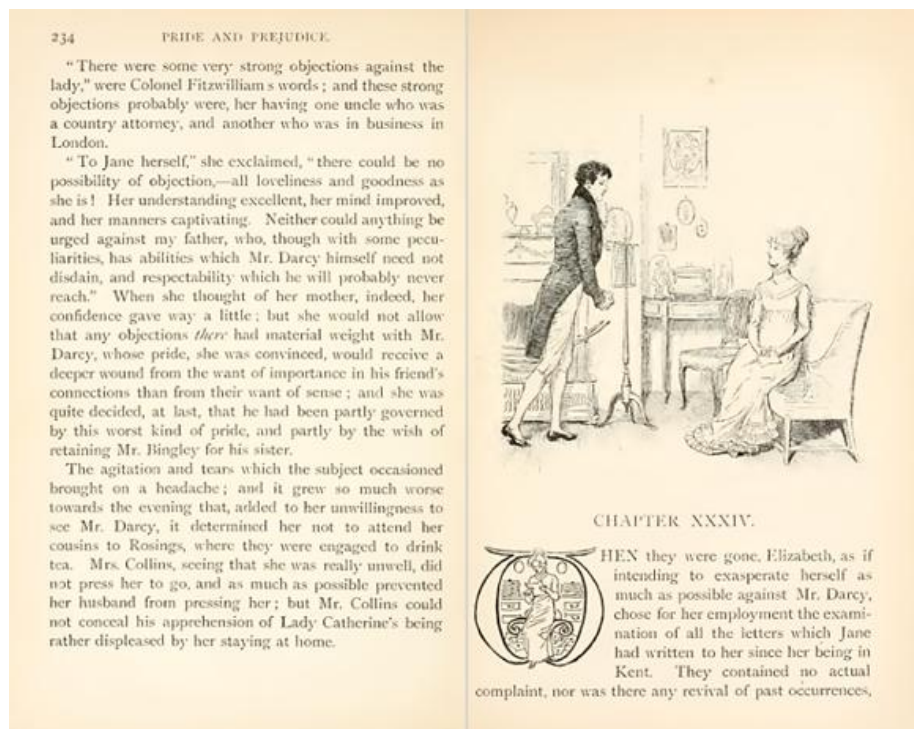 234 PRIDE AND PREJUDICE.
“There were some very strong objections against the
lady,” were Colonel Fitzwilliam s words; and these strong
objections probably were, her having one uncle who was
a country attorney, and another who was in business in
London.
“To Jane herself,” she exclaimed, “there could be no
possibility of objection,—all loveliness and goodness as
she is! Her understanding excellent, her mind improved,
and her manners captivating. Neither could anything be
urged against my father, who, though with some pecu-
liarities, has abilities which Mr. Darcy himself need not
disdain, and respectability which he will probably never
reach.” When she thought of her mother, indeed, her
confidence gave way a little; but she would not allow
that any objections there had material weight with Mr.
Darcy, whose pride, she was convinced, would receive a
deeper wound from the want of importance in his friend's
connections than from their want of sense; and she was
quite decided, at last, that he had been partly governed
by this worst kind of pride, and partly by the wish of
retaining Mr. Bingley for his sister.
The agitation and tears which the subject occasioned
brought on a headache; and it grew so much worse
towards the evening that, added to her unwillingness to
see Mr. Darcy, it determined her not to attend her
cousins to Rosings, where they were engaged to drink
tea. Mrs. Collins, seeing that she was really unwell, did
not press her to go, and as much as possible prevented
her husband from pressing her; but Mr. Collins could
not conceal his apprehension of Lady Catherine's being
rather displeased by her staying at home.
CHAPTER XXXIV.
WHEN they were gone, Elizabeth, as if
intending to exasperate herself as
much as possible against Mr. Darcy,
chose for her employment the exami-
nation of all the letters which Jane
had written to her since her being in
Kent. They contained no actual
complaint, nor was there any revival of past occurrences,